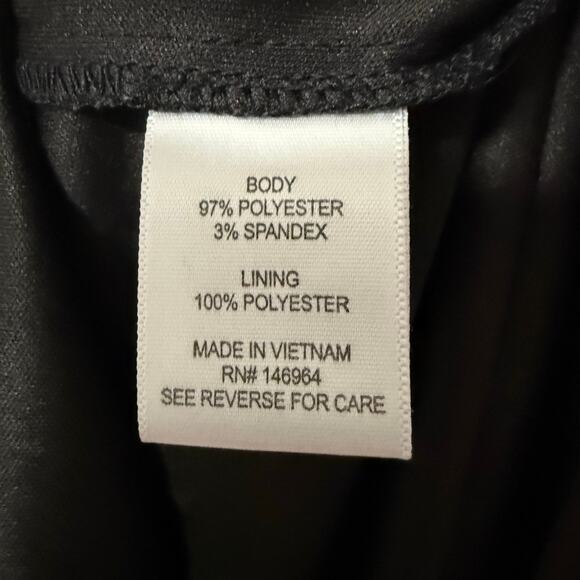 BODY
97% POLYESTER
3% SPANDEX
LINING
100% POLYESTER
MADE IN VIETNAM
RN# 146964
SEE REVERSE FOR CARE